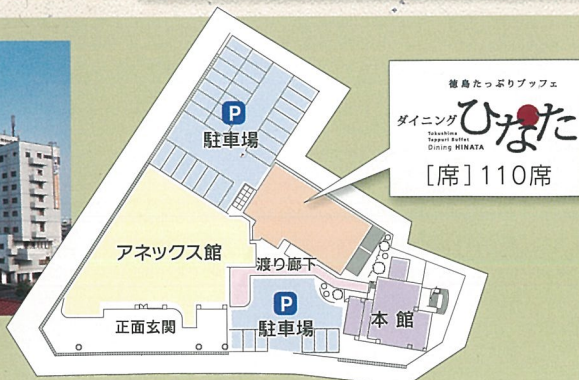 P
駐車場
徳島たっぷりブッフェ
ダイニング ひなた
Tokushima
Tappuri Buffet
Dining HINATA
[席]110席
アネックス館
渡り廊下
P
駐車場
本館
正面玄関